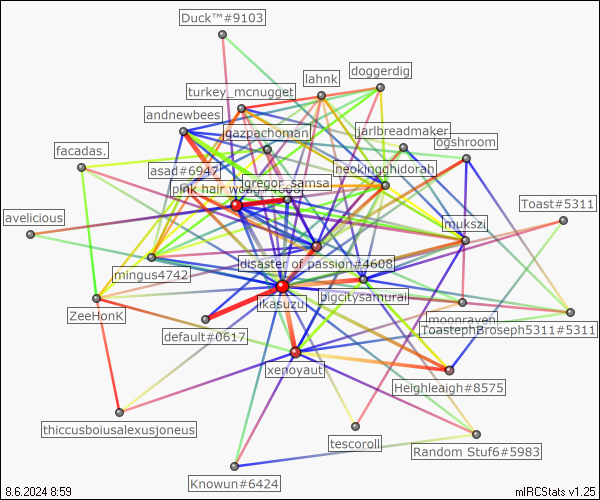 Duck™#9103
lahnk
doggerdig
turkey_mcnugget
andnewbees
gazpachoman
jarlbreadmaker
ogshroom
facadas.
asad#6947
neokingghidorah
gregor_samsa
pink hair
Toast#5311
avelicious
mukszi
disaster of passion#4608
mingus4742
ikasuzu
bigcitysamurai
ZeeHonK
moonraven
default#0617
ToastephBroseph5311#5311
xenoyaut
Heighleaigh#8575
thiccusboiusalexusjoneus
tescoroll
Random Stuf6#5983
Knowun#6424
8.6.2024 8:59
mIRCStats v1.25